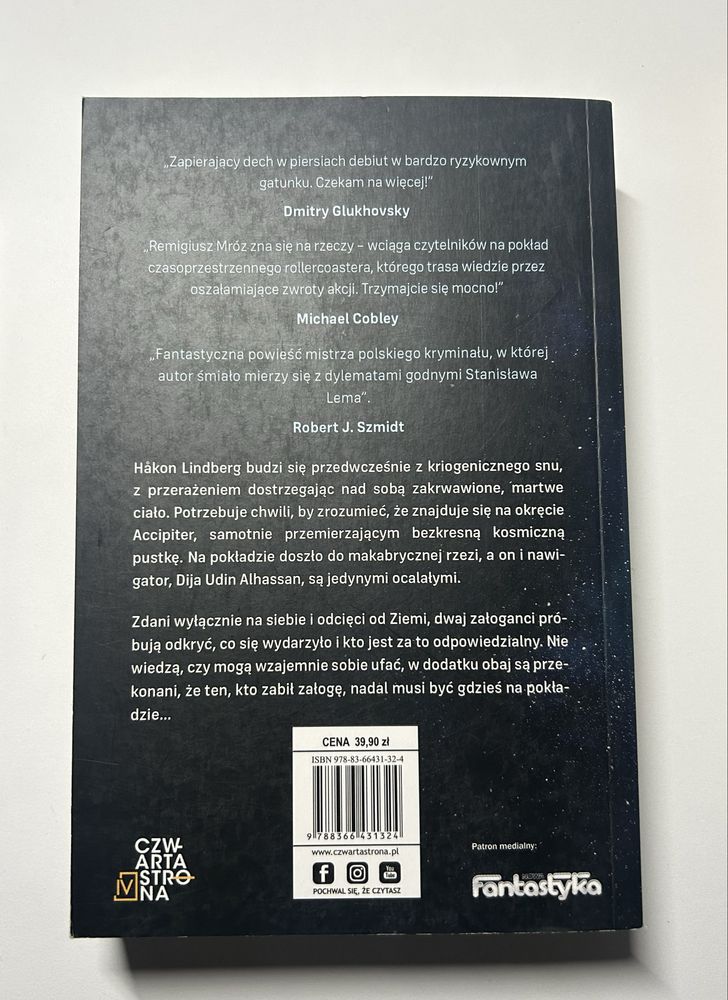 „Zapierający dech w piersiach debiut w bardzo ryzykownym
gatunku. Czekam na więcej!”
Dmitry Glukhovsky
„Remigiusz Mróz zna się na rzeczy – wciąga czytelników na pokład
czasoprzestrzennego rollercoastera, którego trasa wiedzie przez
oszałamiające zwroty akcji. Trzymajcie się mocno!”
Michael Cobley
„Fantastyczna powieść mistrza polskiego kryminału, w której
autor śmiało mierzy się z dylematami godnymi Stanisława
Lema”.
Robert J. Szmidt
Håkon Lindberg budzi się przedwcześnie z kriogenicznego snu,
z przerażeniem dostrzegając nad sobą zakrwawione, martwe
ciało. Potrzebuje chwili, by zrozumieć, że znajduje się na okręcie
Accipiter, samotnie przemierzającym bezkresną kosmiczną
pustkę. Na pokładzie doszło do makabrycznej rzezi, a on i nawi-
gator, Dija Udin Alhassan, są jedynymi ocalałymi.
Zdani wyłącznie na siebie i odcięci od Ziemi, dwaj załoganci pró-
bują odkryć, co się wydarzyło i kto jest za to odpowiedzialny. Nie
wiedzą, czy mogą wzajemnie sobie ufać, w dodatku obaj są prze-
konani, że ten, kto zabił załogę, nadal musi być gdzieś na pokła-
dzie...
CENA 39,90 zł
ISBN 978-83-66431-32-4
9 788366 431324
www.czwartastrona.pl
You
Tube
POCHWAL SIĘ, ŻE CZYTASZ
CZW-
ARTA
STRO-
NA
Patron medialny:
NOWA
Fantastyka